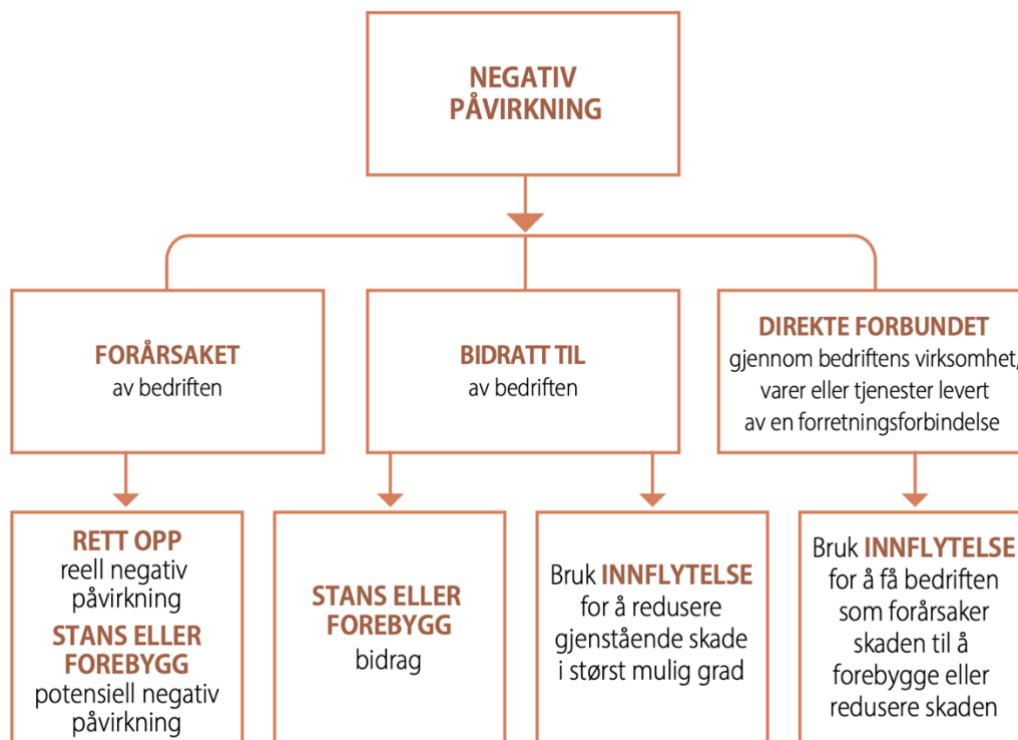 NEGATIV
PÅVIRKNING
FORÅRSAKET
av bedriften
BIDRATT TIL
av bedriften
DIREKTE FORBUNDET
gjennom bedriftens virksomhet,
varer eller tjenester levert
av en forretningsforbindelse
RETT OPP
reell negativ
påvirkning
STANS ELLER
FOREBYGG
potensiell negativ
påvirkning
STANS ELLER
FOREBYGG
bidrag
Bruk INNFLYTELSE
for å redusere
gjenstående skade
i størst mulig grad
Bruk INNFLYTELSE
for å få bedriften
som forårsaker
skaden til å
forebygge eller
redusere skaden